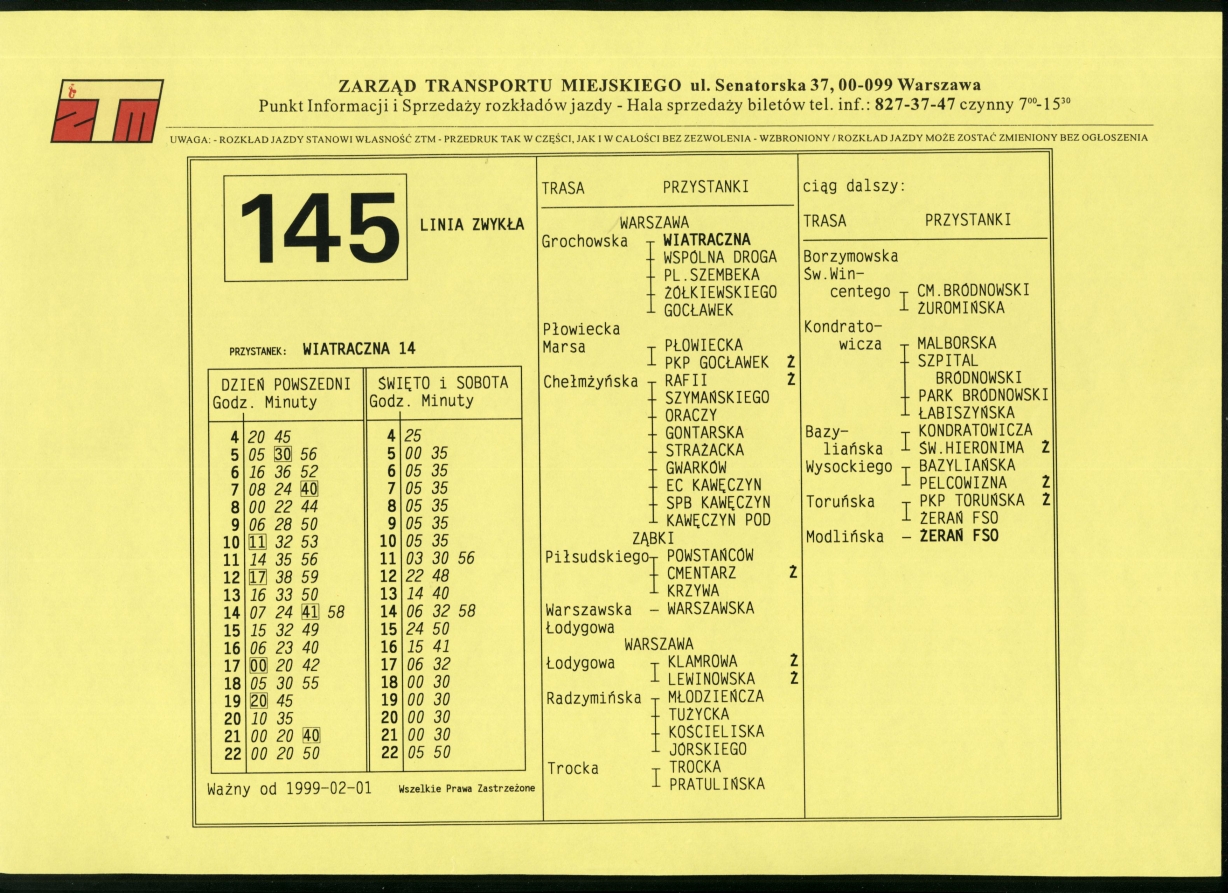 ZTM
ZARZĄD TRANSPORTU MIEJSKIEGO ul. Senatorska 37, 00-099 Warszawa
Punkt Informacji i Sprzedaży rozkładów jazdy - Hala sprzedaży biletów tel. inf.: 827-37-47 czynny 7⁰⁰-15³⁰
UWAGA: - ROZKŁAD JAZDY STANOWI WŁASNOŚĆ ZTM - PRZEDRUK TAK W CZĘŚCI, JAK I W CAŁOŚCI BEZ ZEZWOLENIA - WZBRONIONY / ROZKŁAD JAZDY MOŻE ZOSTAĆ ZMIENIONY BEZ OGŁOSZENIA
145 LINIA ZWYKŁA
PRZYSTANEK: WIATRACZNA 14
DZIEŃ POWSZEDNI
Godz. Minuty
4 20 45
5 05 30 56
6 16 36 52
7 08 24 40
8 00 22 44
9 06 28 50
10 11 32 53
11 14 35 56
12 17 38 59
13 16 33 50
14 07 24 41 58
15 15 32 49
16 06 23 40
17 00 20 42
18 05 30 55
19 20 45
20 10 35
21 00 20 40
22 00 20 50
ŚWIĘTO i SOBOTA
Godz. Minuty
4 25
5 00 35
6 05 35
7 05 35
8 05 35
9 05 35
10 05 35
11 03 30 56
12 22 48
13 14 40
14 06 32 58
15 24 50
16 15 41
17 06 32
18 00 30
19 00 30
20 00 30
21 00 30
22 05 50
Ważny od 1999-02-01 Wszelkie Prawa Zastrzeżone
TRASA PRZYSTANKI
WARSZAWA
Grochowska WIATRACZNA
WSPÓLNA DROGA
PL.SZEMBEKA
ŻÓŁKIEWSKIEGO
GOCŁAWEK
Płowiecka
Marsa PŁOWIECKA
PKP GOCŁAWEK Ż
Chełmżyńska RAFII Ż
SZYMAŃSKIEGO
ORACZY
GONTARSKA
STRAŻACKA
GWARKÓW
EC KAWĘCZYN
SPB KAWĘCZYN
KAWĘCZYN POD
ZĄBKI
Piłsudskiego POWSTAŃCÓW
CMENTARZ Ż
KRZYWA
Warszawska – WARSZAWSKA
Łodygowa
WARSZAWA
Łodygowa KLAMROWA Ż
LEWINOWSKA Ż
Radzymińska MŁODZIEŃCZA
TUŻYCKA
KOŚCIELISKA
JÓRSKIEGO
Trocka TROCKA
PRATULIŃSKA
ciąg dalszy:
TRASA PRZYSTANKI
Borzymowska
Św.Win-
centego CM.BRÓDNOWSKI
ŻUROMIŃSKA
Kondrato-
wicza MALBORSKA
SZPITAL
BRÓDNOWSKI
PARK BRÓDNOWSKI
ŁABISZYŃSKA
Bazy- KONDRATOWICZA
liańska ŚW.HIERONIMA Ż
Wysockiego BAZYLIAŃSKA
PELCOWIZNA Ż
Toruńska PKP TORUŃSKA Ż
ŻERAŃ FSO
Modlińska – ŻERAŃ FSO